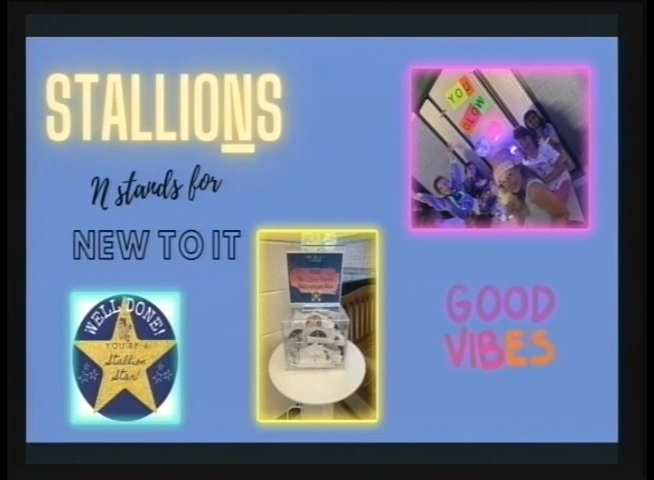 STALLIONS
N stands for
NEW TO IT
YOU
GLOW
WELL DONE!
YOU'RE A
Stallion
Star!
GOOD
VIBES